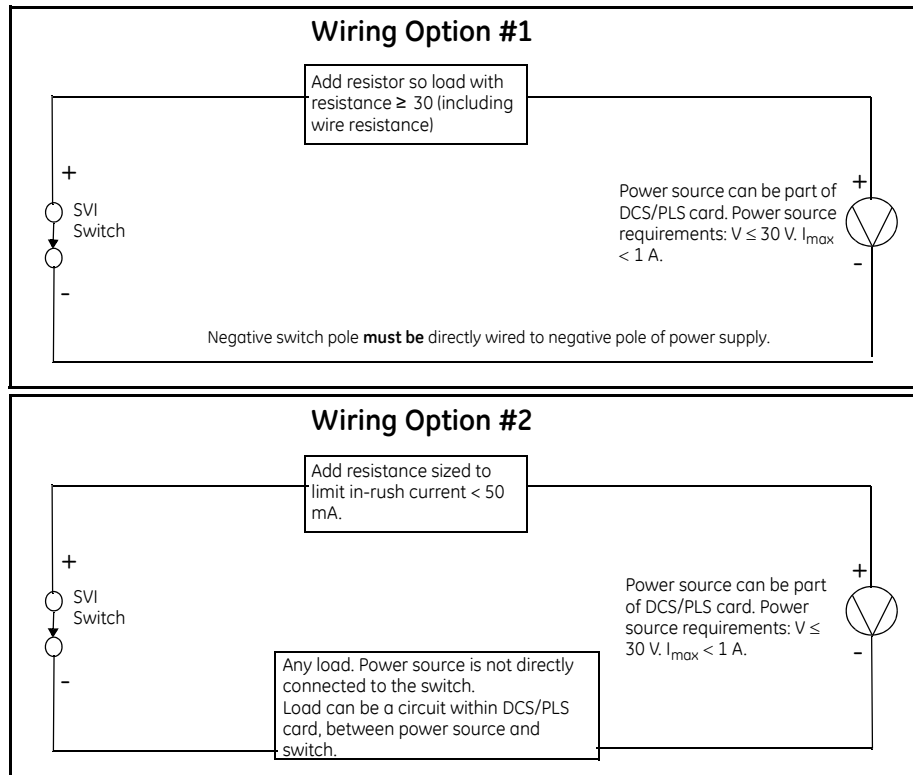 Wiring Option #1
Add resistor so load with
resistance ≥ 30 (including
wire resistance)
+
SVI
Switch
-
Power source can be part of
DCS/PLS card. Power source
requirements: V ≤ 30 V. Imax
< 1 A.
+
-
Negative switch pole must be directly wired to negative pole of power supply.
Wiring Option #2
Add resistance sized to
limit in-rush current < 50
mA.
+
SVI
Switch
-
Power source can be part
of DCS/PLS card. Power
source requirements: V ≤
30 V. Imax < 1 A.
+
-
Any load. Power source is not directly
connected to the switch.
Load can be a circuit within DCS/PLS
card, between power source and
switch.